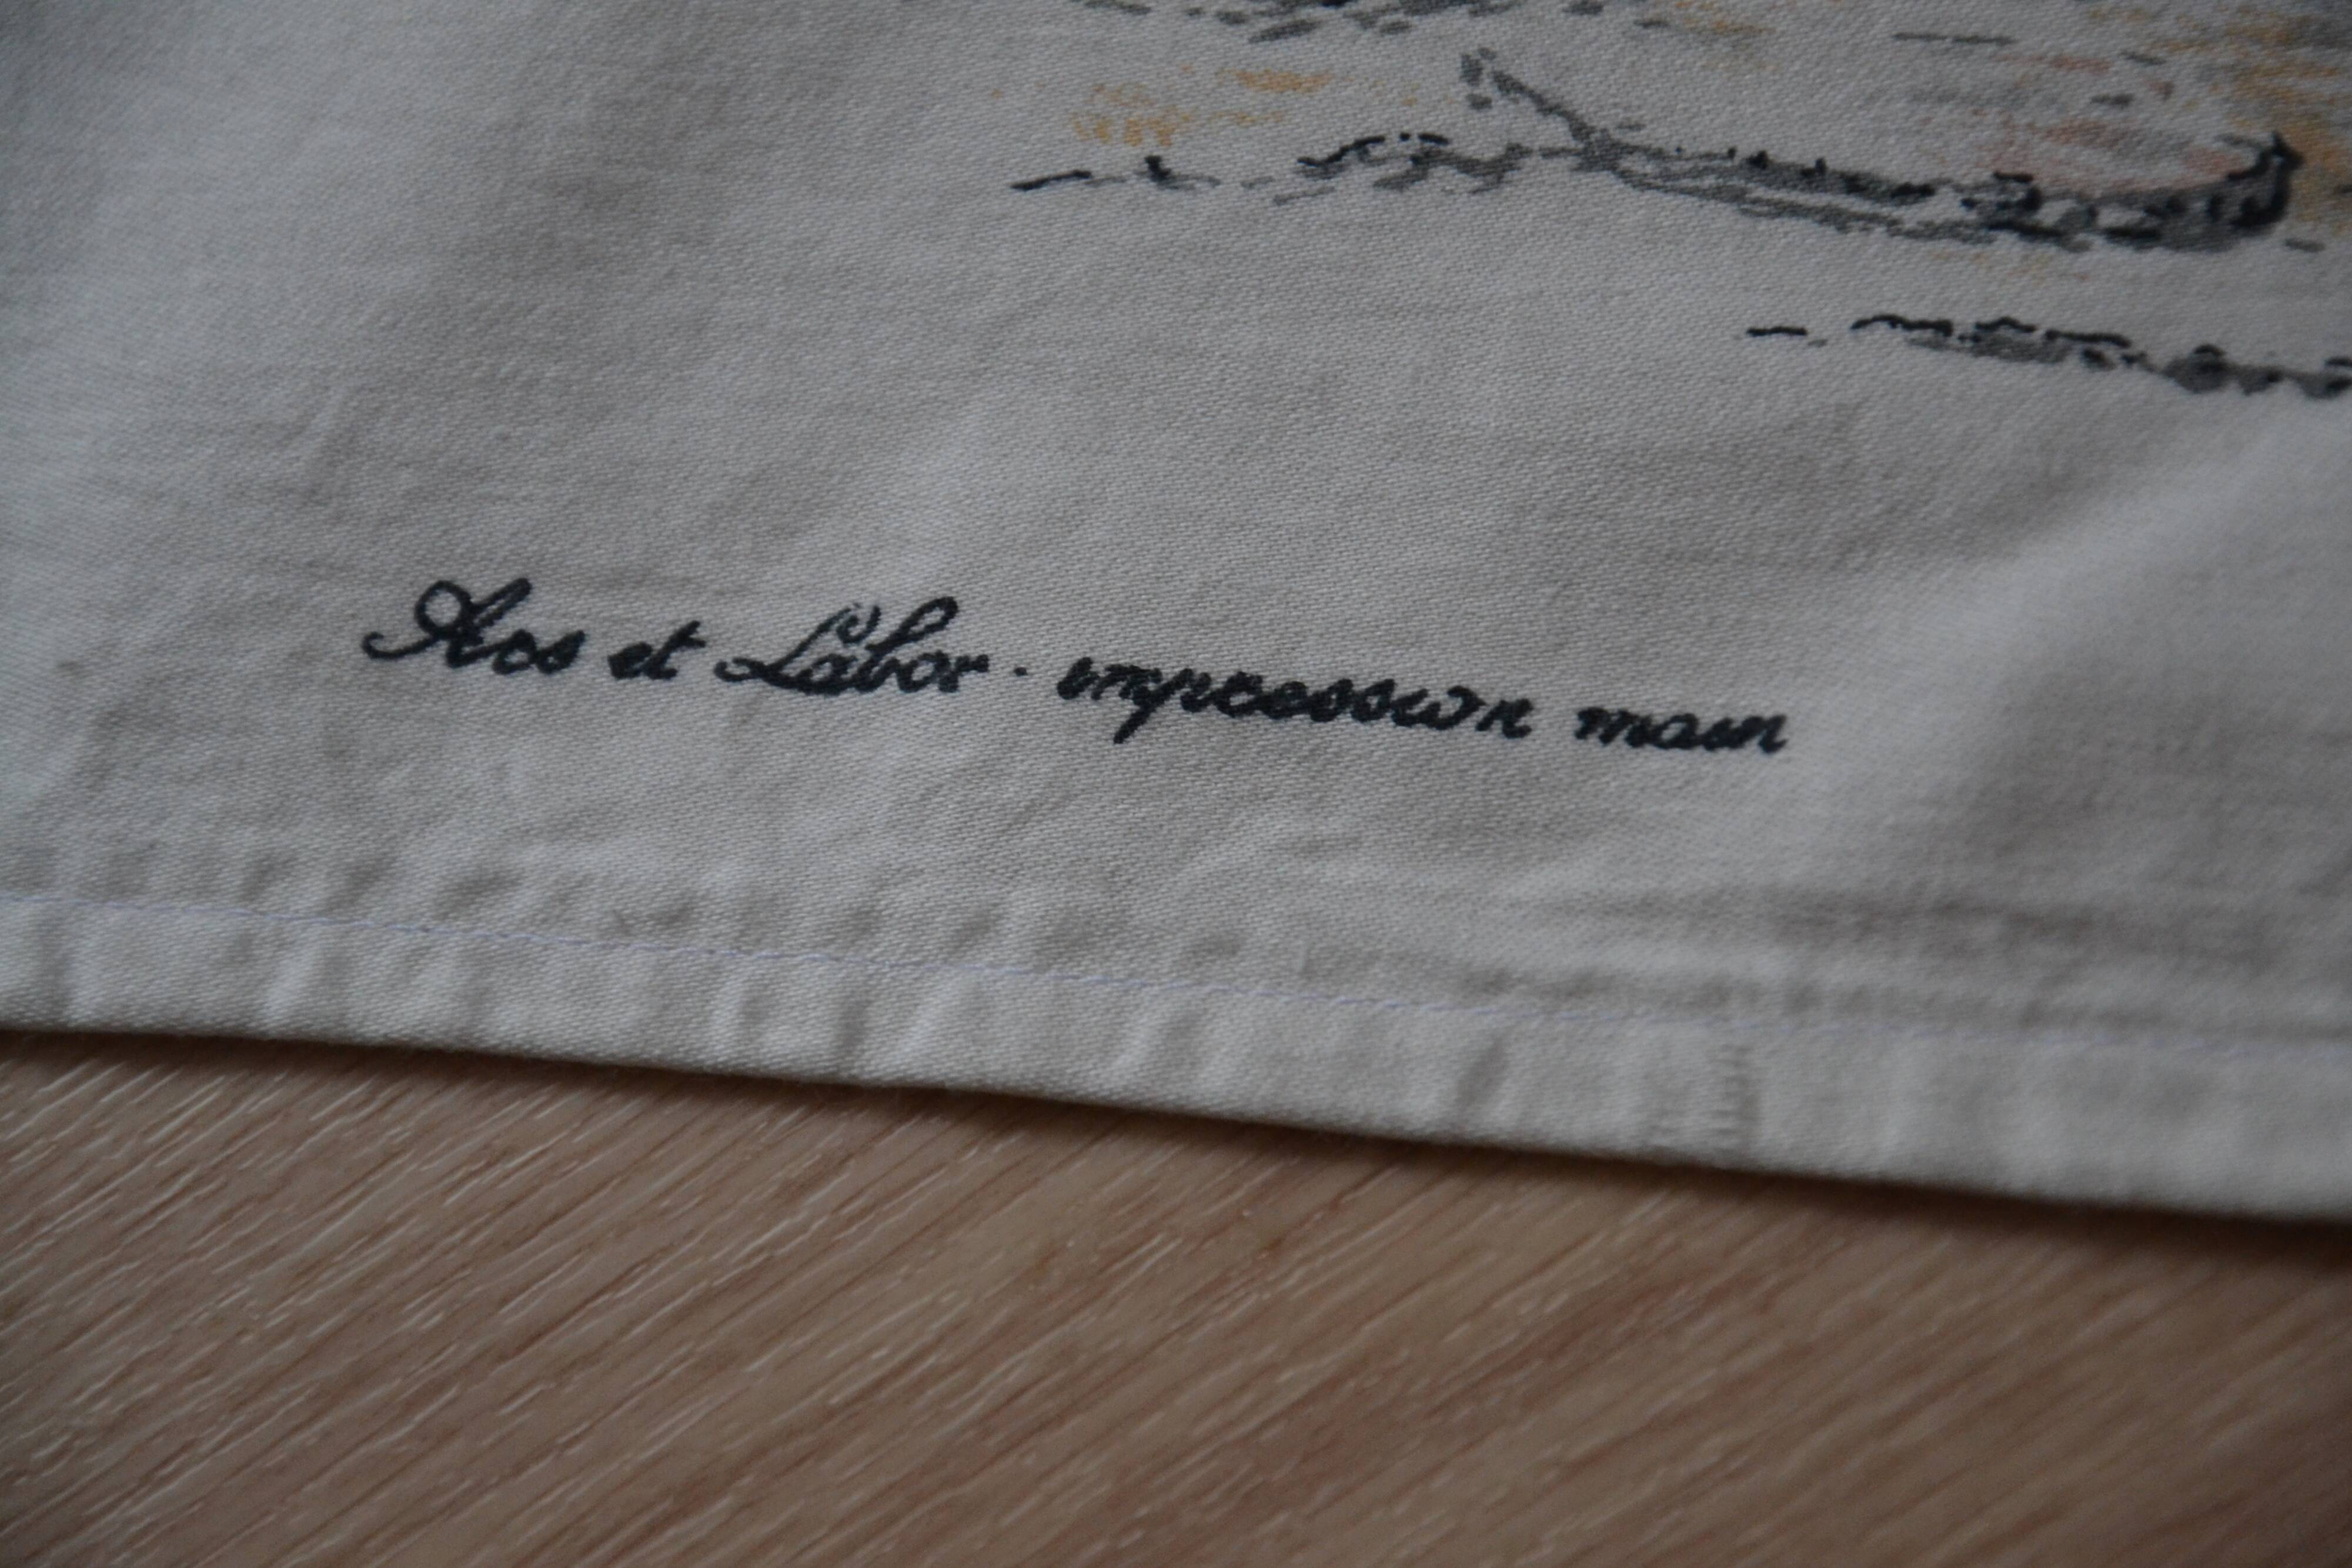 Ars et Labor . impression main